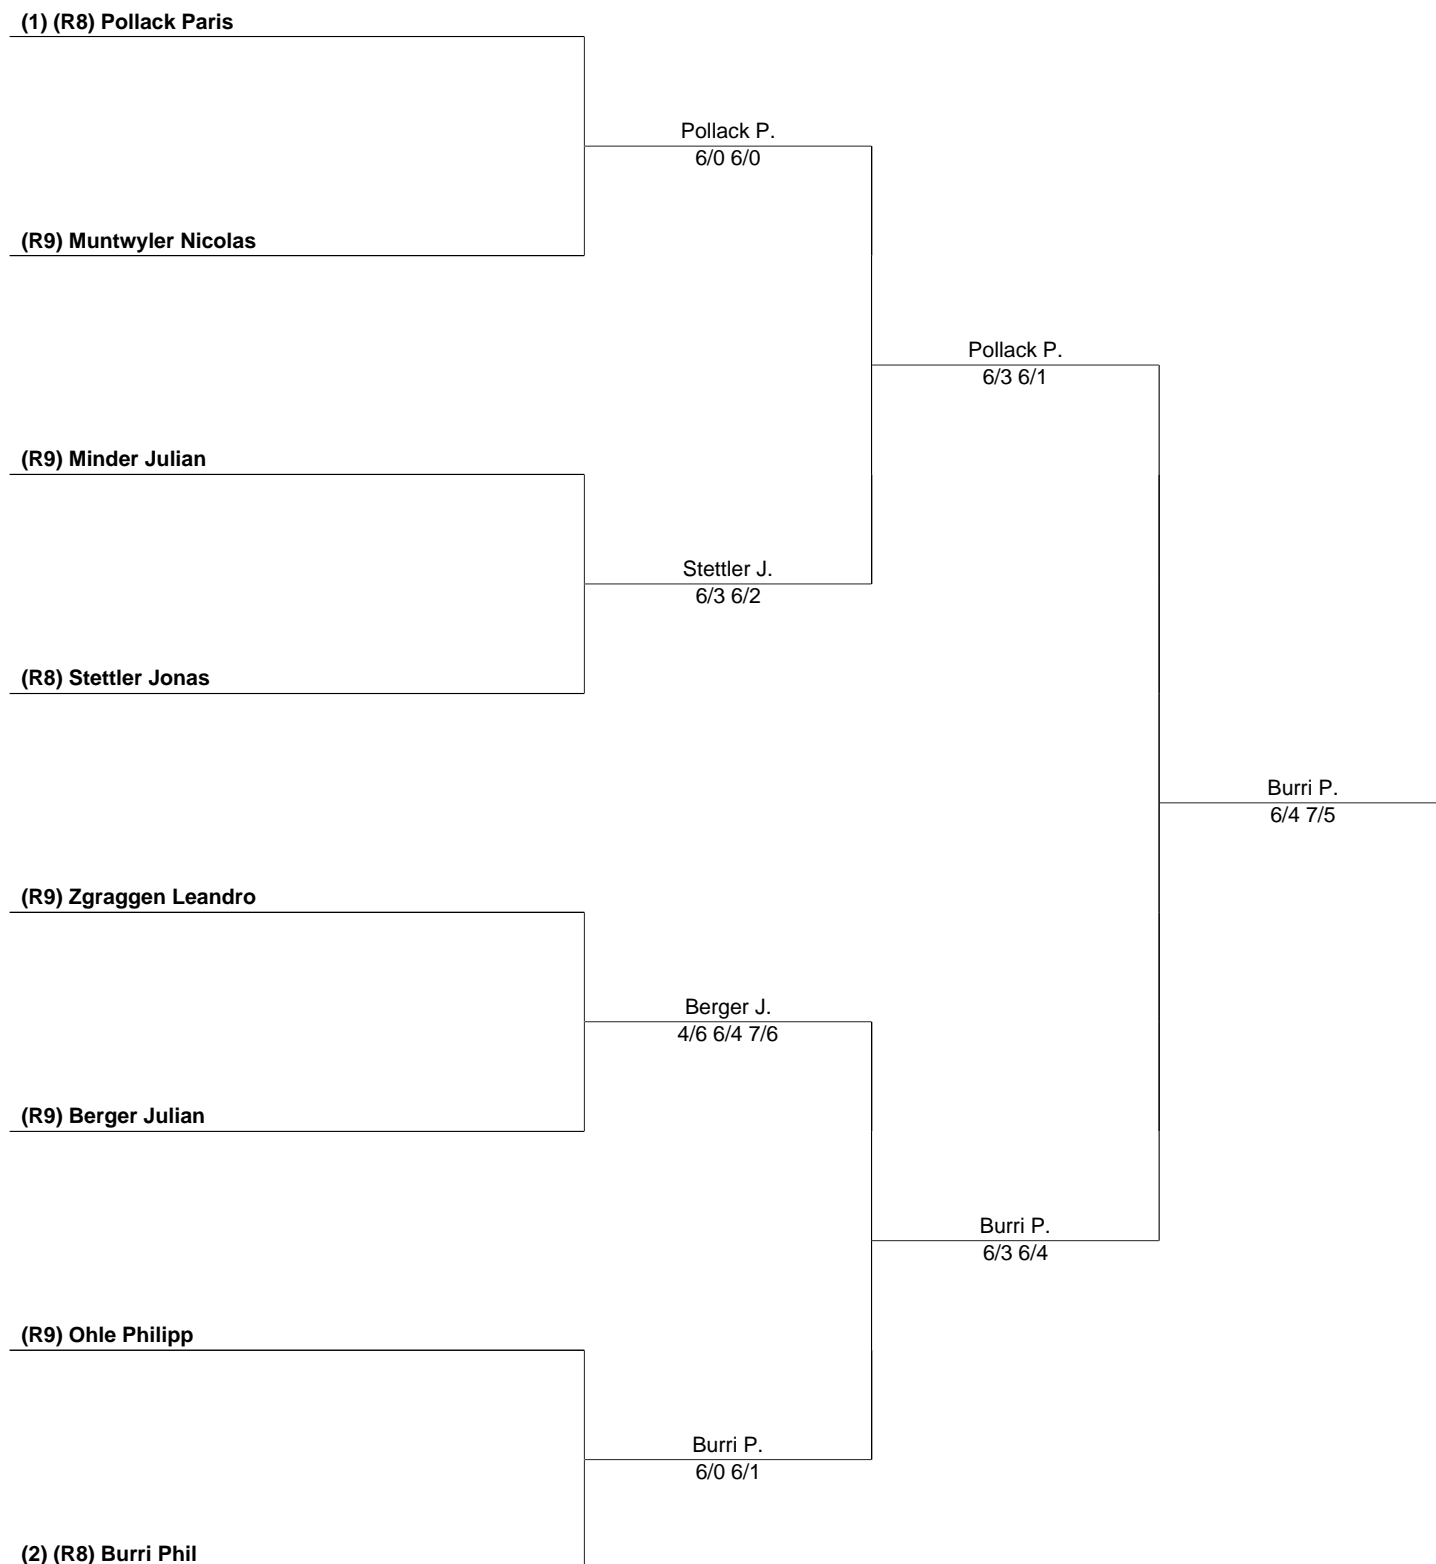 (1) (R8) Pollack Paris
Pollack P.
6/0 6/0
(R9) Muntwyler Nicolas
Pollack P.
6/3 6/1
(R9) Minder Julian
Stettler J.
6/3 6/2
(R8) Stettler Jonas
Burri P.
6/4 7/5
(R9) Zgraggen Leandro
Berger J.
4/6 6/4 7/6
(R9) Berger Julian
Burri P.
6/3 6/4
(R9) Ohle Philipp
Burri P.
6/0 6/1
(2) (R8) Burri Phil